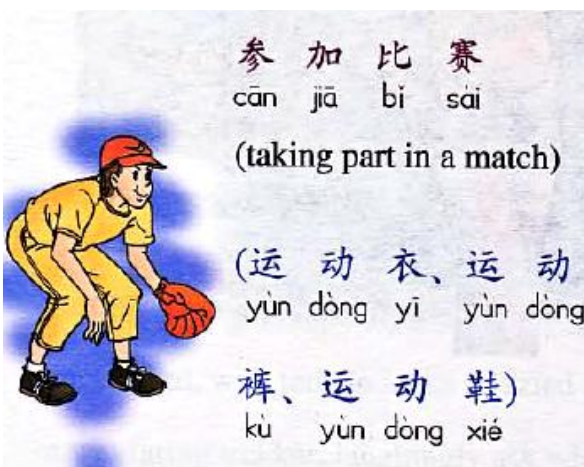 参 加 比 赛
cān jiā bǐ sài
(taking part in a match)
(运 动 衣、运 动
yùn dòng yī yùn dòng
裤、运 动 鞋)
kù yùn dòng xié